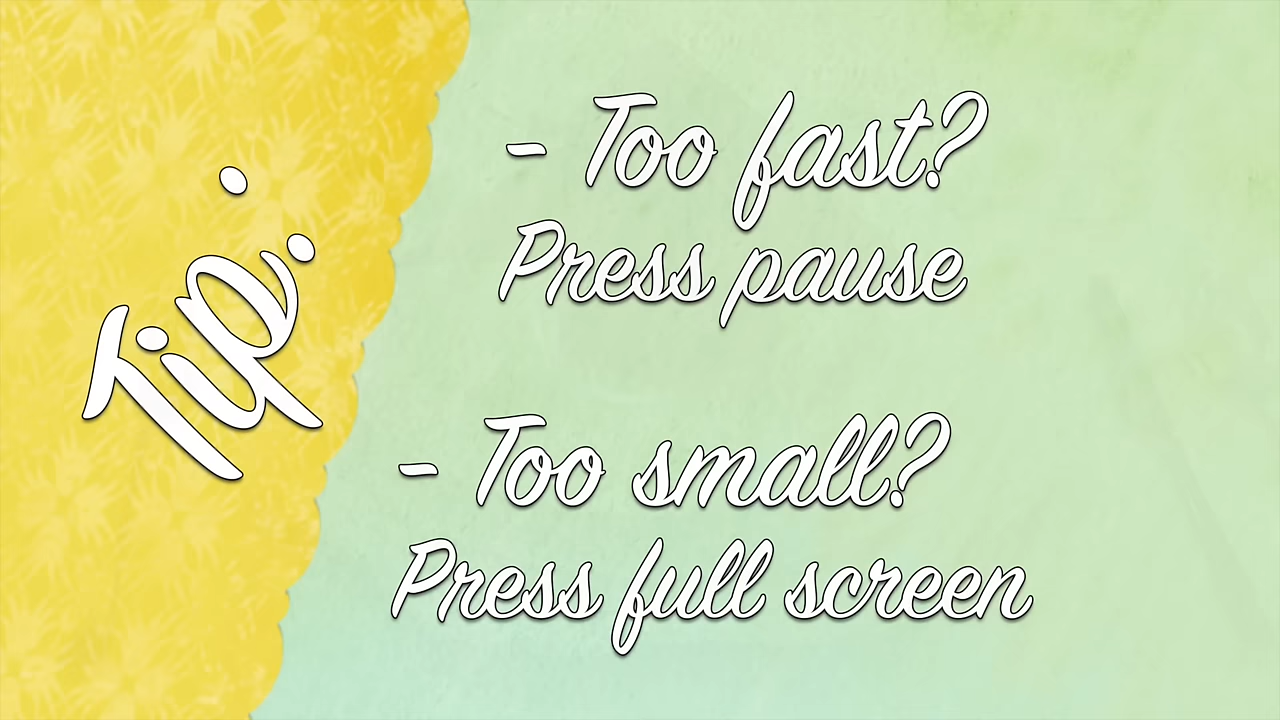 Tip:
- Too fast?
Press pause
- Too small?
Press full screen